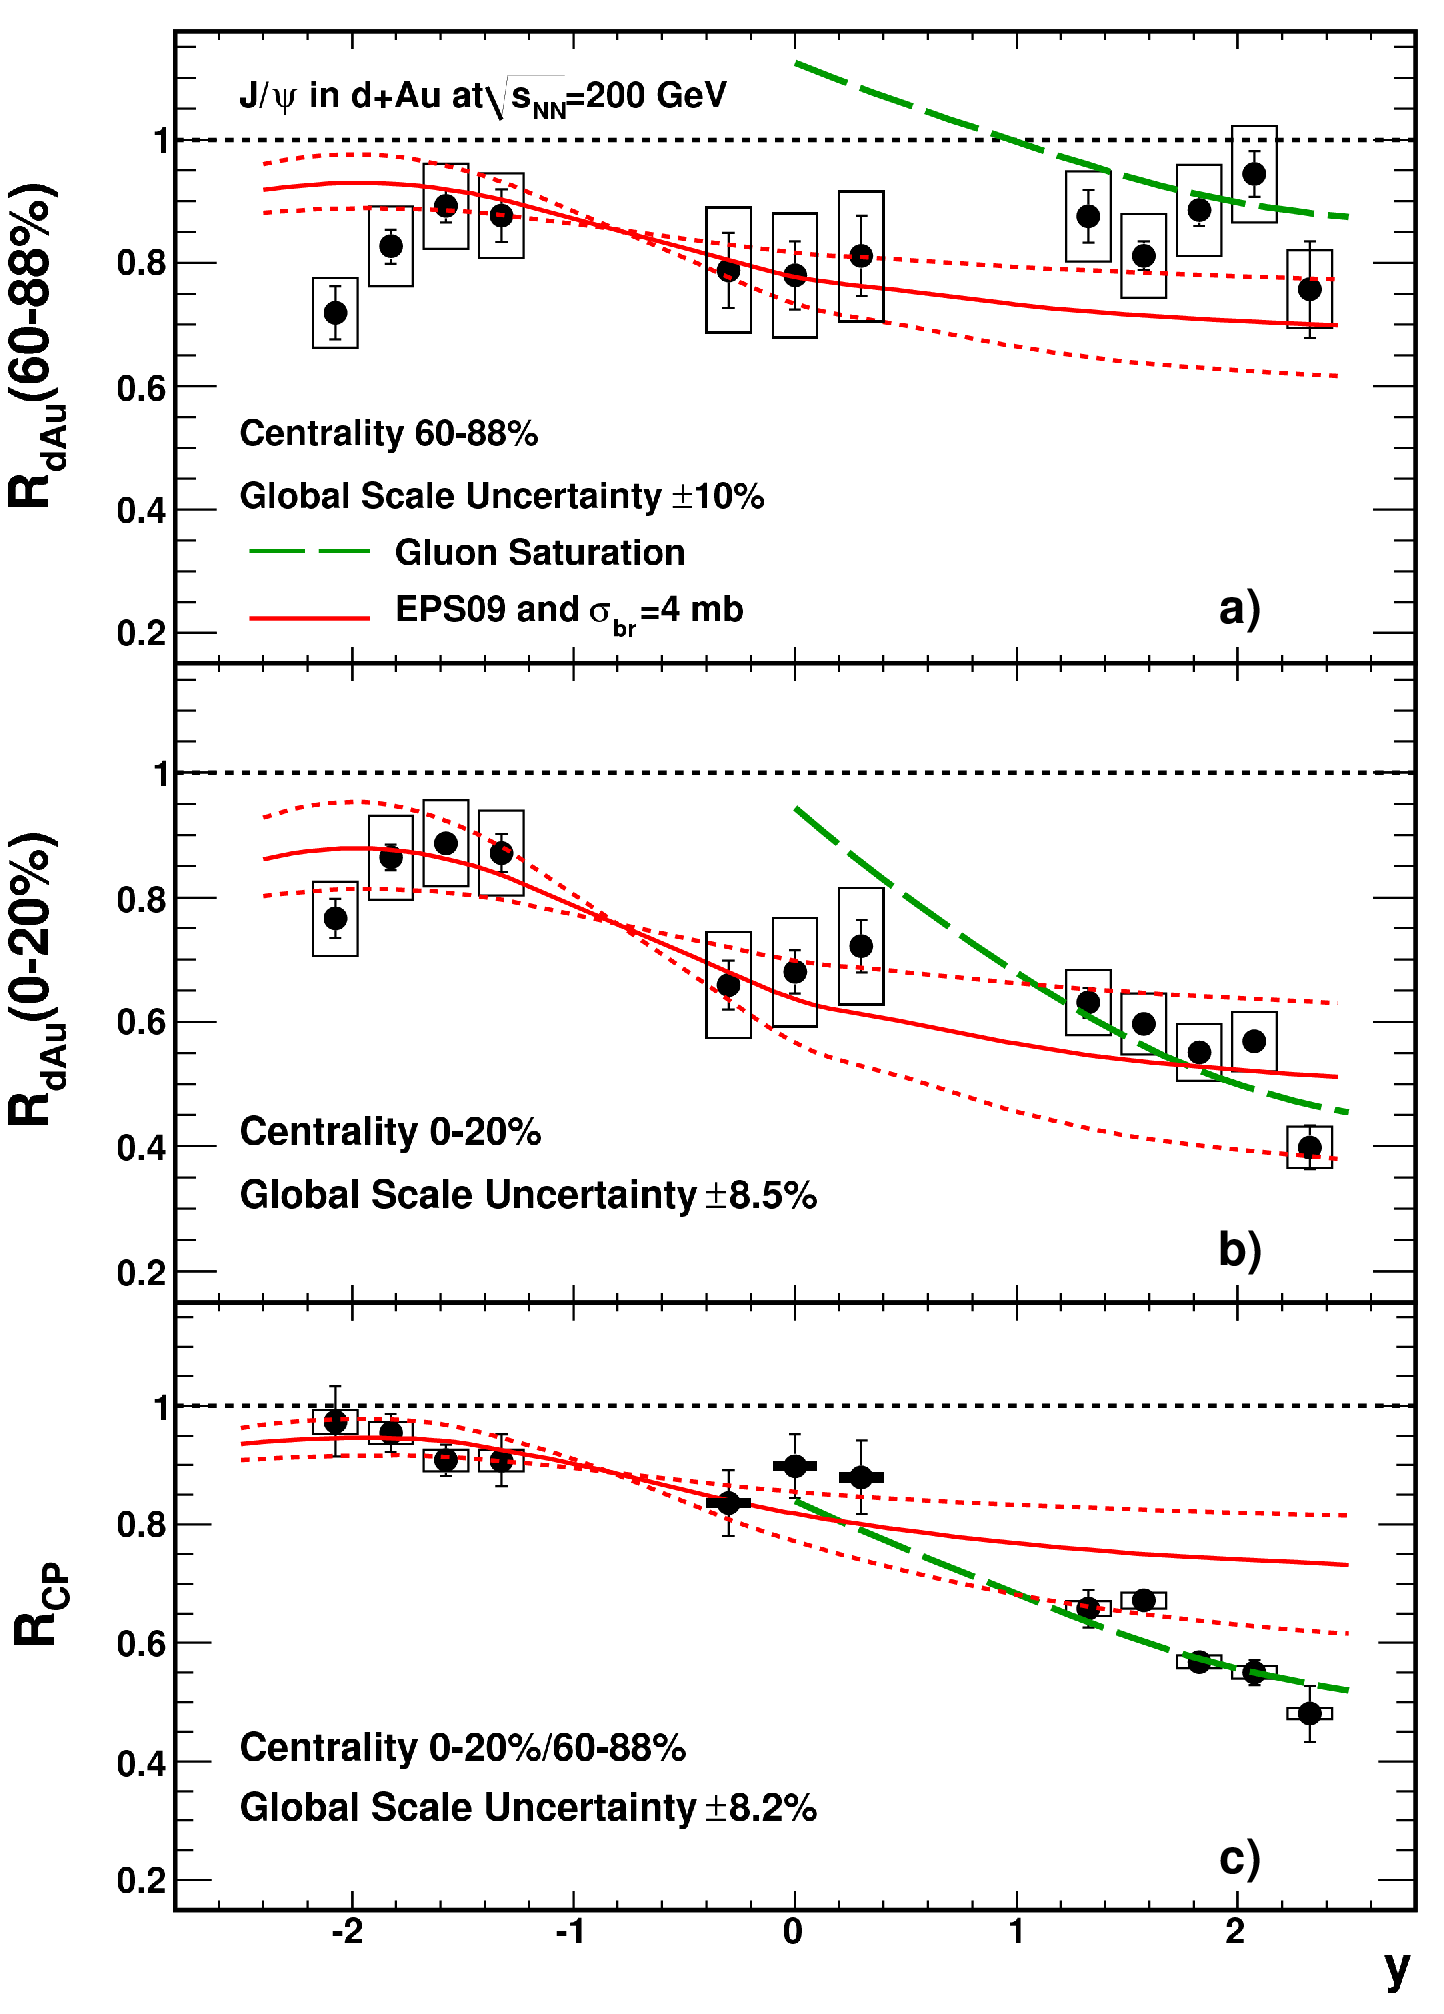 J/ψ in d+Au at √sNN=200 GeV
RdAu(60-88%)
1
0.8
0.6
0.4
0.2
Centrality 60-88%
Global Scale Uncertainty ±10%
Gluon Saturation
EPS09 and σbr=4 mb
a)
RdAu(0-20%)
1
0.8
0.6
0.4
0.2
Centrality 0-20%
Global Scale Uncertainty ±8.5%
b)
RCP
1
0.8
0.6
0.4
0.2
Centrality 0-20%/60-88%
Global Scale Uncertainty ±8.2%
c)
-2 -1 0 1 2
y